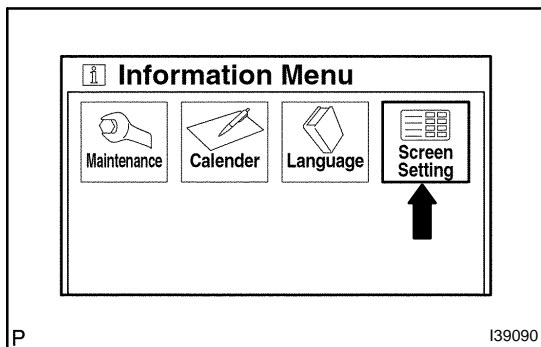 i Information Menu
Maintenance
Calender
Language
Screen
Setting
P
I39090